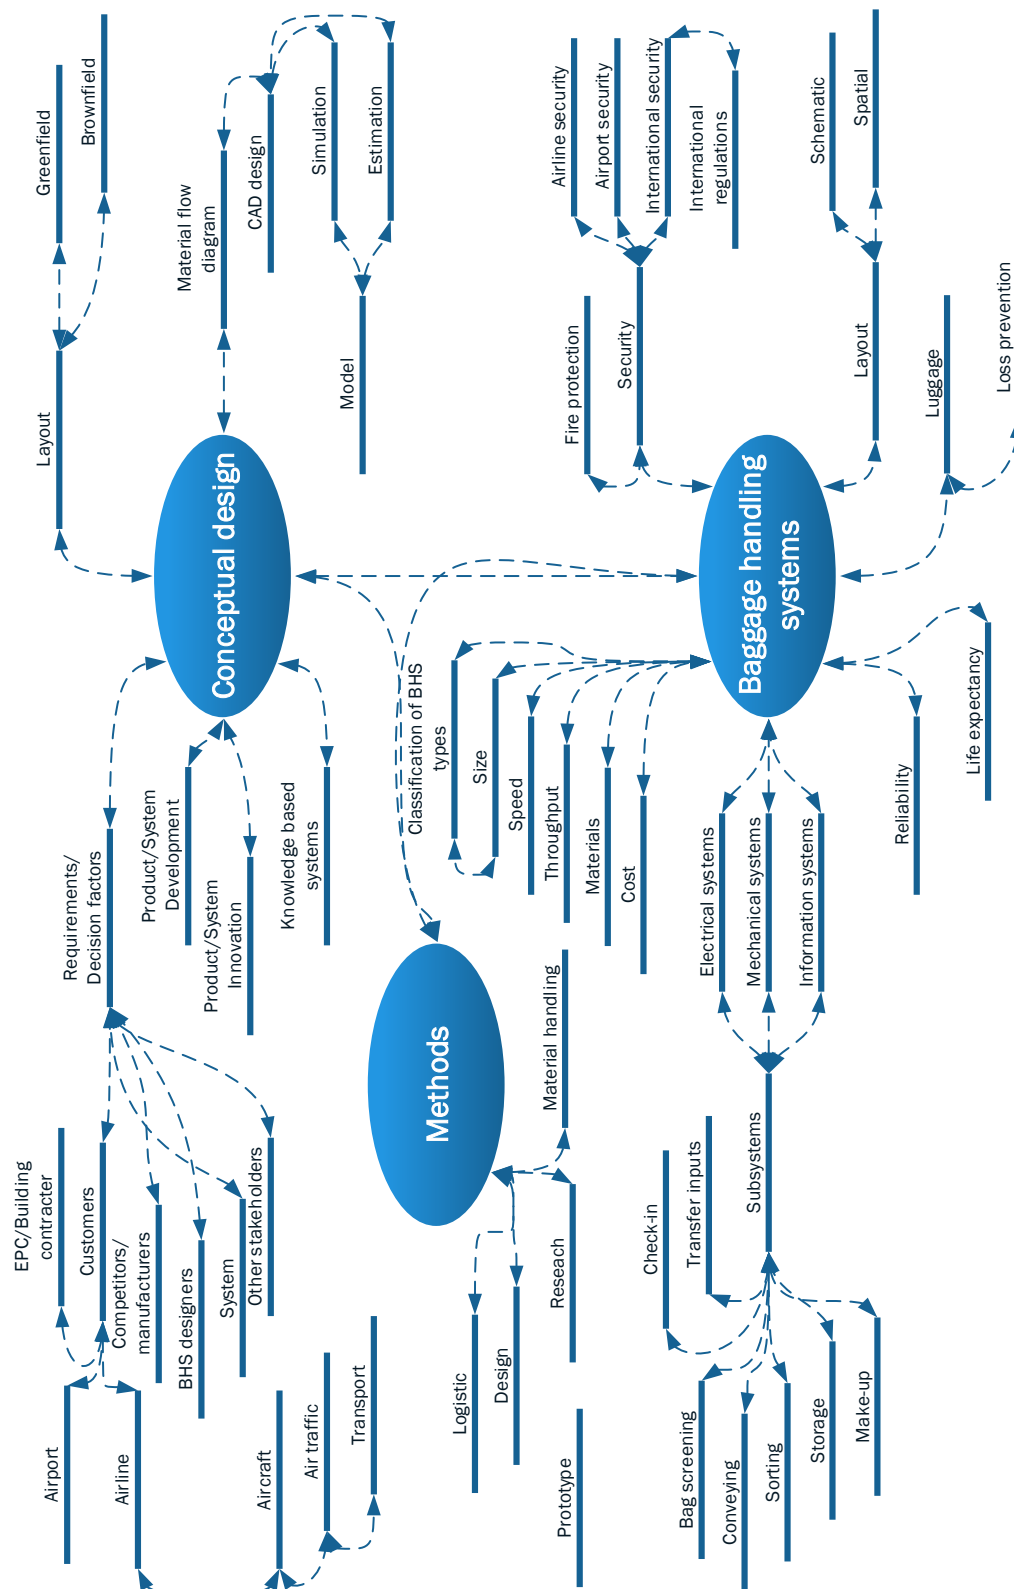 Greenfield
Brownfield
Layout
Material flow
diagram
CAD design
Simulation
Estimation
Model
Conceptual design
Requirements/
Decision factors
Product/System
Development
Product/System
Innovation
Knowledge based
systems
EPC/Building
contracter
Customers
Competitors/
manufacturers
BHS designers
System
Other stakeholders
Airport
Airline
Aircraft
Air traffic
Transport
Methods
Material handling
Reseach
Logistic
Design
Prototype
Classification of BHS
types
Size
Speed
Throughput
Materials
Cost
Airline security
Airport security
International security
International
regulations
Fire protection
Security
Schematic
Spatial
Layout
Luggage
Loss prevention
Baggage handling
systems
Life expectancy
Reliability
Electrical systems
Mechanical systems
Information systems
Subsystems
Check-in
Transfer inputs
Bag screening
Conveying
Sorting
Storage
Make-up